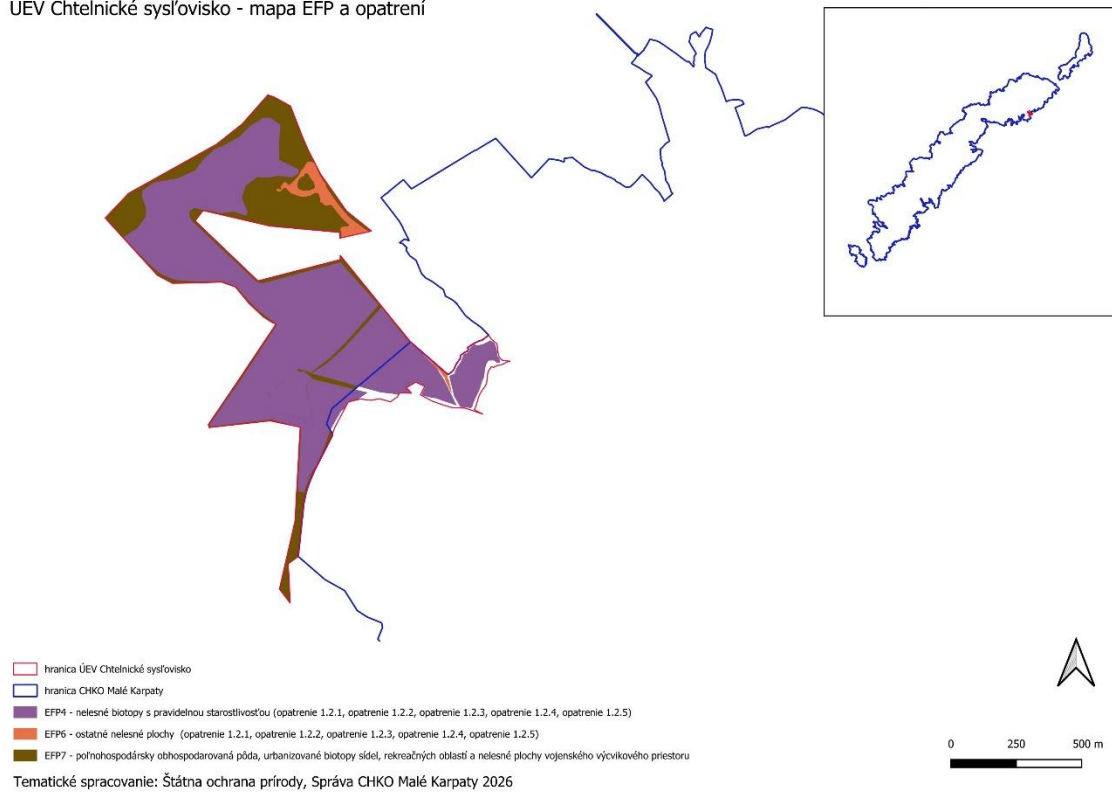 ÚEV Chtelnické sysľovisko - mapa EFP a opatrení
hranica ÚEV Chtelnické sysľovisko
hranica CHKO Malé Karpaty
EFP4 - nelesné biotopy s pravidelnou starostlivosťou (opatrenie 1.2.1, opatrenie 1.2.2, opatrenie 1.2.3, opatrenie 1.2.4, opatrenie 1.2.5)
EFP6 - ostatné nelesné plochy (opatrenie 1.2.1, opatrenie 1.2.2, opatrenie 1.2.3, opatrenie 1.2.4, opatrenie 1.2.5)
EFP7 - poľnohospodársky obhospodarovaná pôda, urbanizované biotopy sídel, rekreačných oblastí a nelesné plochy vojenského výcvikového priestoru
0 250 500 m
Tematické spracovanie: Štátna ochrana prírody, Správa CHKO Malé Karpaty 2026